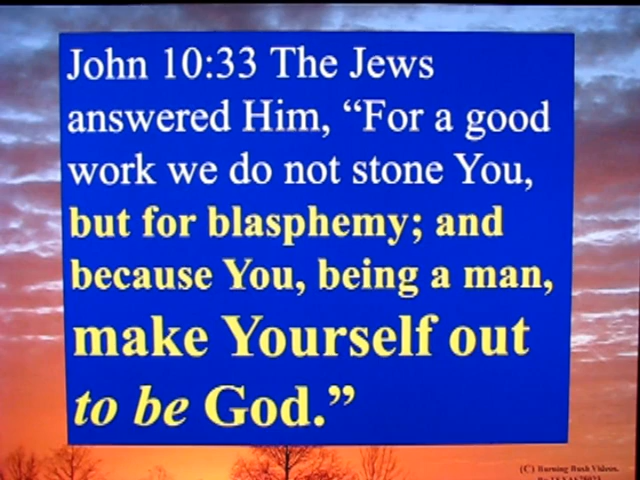 John 10:33 The Jews
answered Him, “For a good
work we do not stone You,
but for blasphemy; and
because You, being a man,
make Yourself out
to be God.”
(C) Burning Bush Videos.